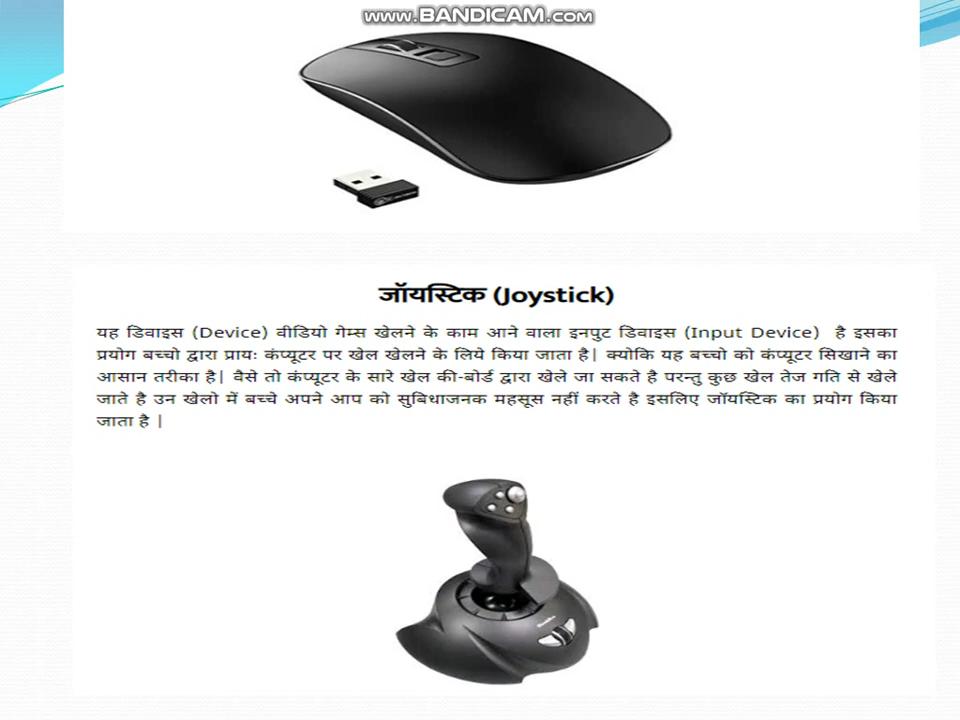 www.BANDICAM.com
जॉयस्टिक (Joystick)
यह डिवाइस (Device) वीडियो गेम्स खेलने के काम आने वाला इनपुट डिवाइस (Input Device) है इसका
प्रयोग बच्चो द्वारा प्रायः कंप्यूटर पर खेल खेलने के लिये किया जाता है| क्योकि यह बच्चो को कंप्यूटर सिखाने का
आसान तरीका है| वैसे तो कंप्यूटर के सारे खेल की-बोर्ड द्वारा खेले जा सकते है परन्तु कुछ खेल तेज गति से खेले
जाते है उन खेलो में बच्चे अपने आप को सुबिधाजनक महसूस नहीं करते है इसलिए जॉयस्टिक का प्रयोग किया
जाता है |